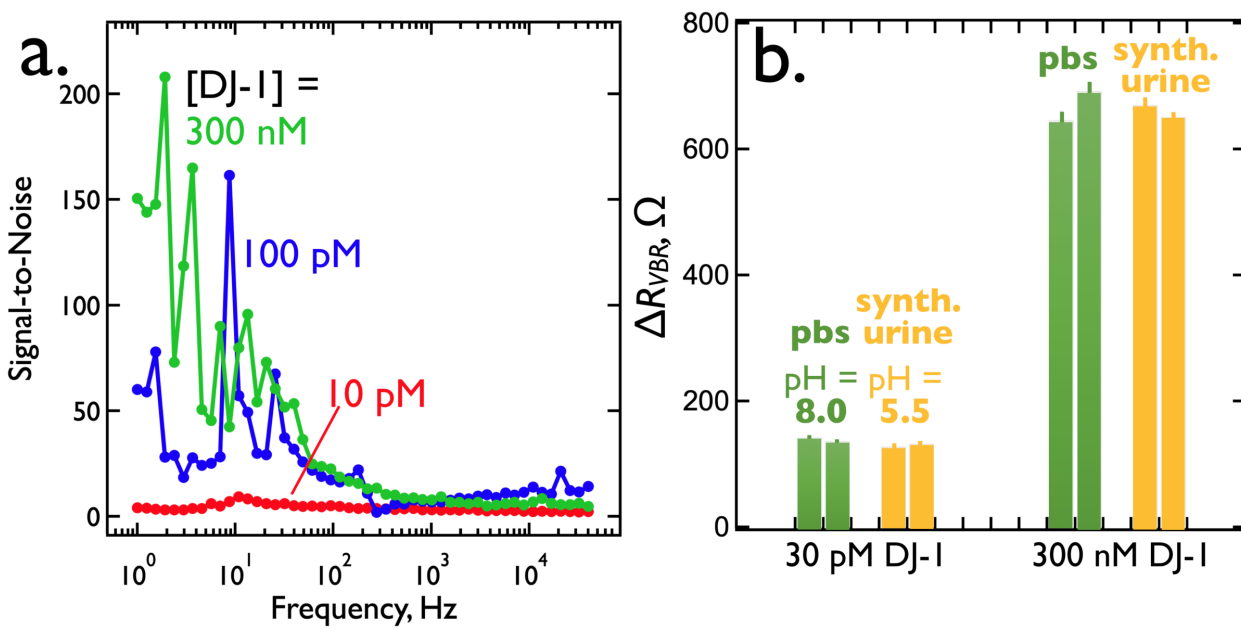 a.
[DJ-1] =
300 nM
100 pM
10 pM
200
150
100
50
0
Signal-to-Noise
10⁰
10¹
10²
10³
10⁴
Frequency, Hz
b.
pbs
synth.
urine
synth.
urine
pbs
pH = pH =
8.0 5.5
800
600
400
200
0
ΔR_VBR, Ω
30 pM DJ-1
300 nM DJ-1